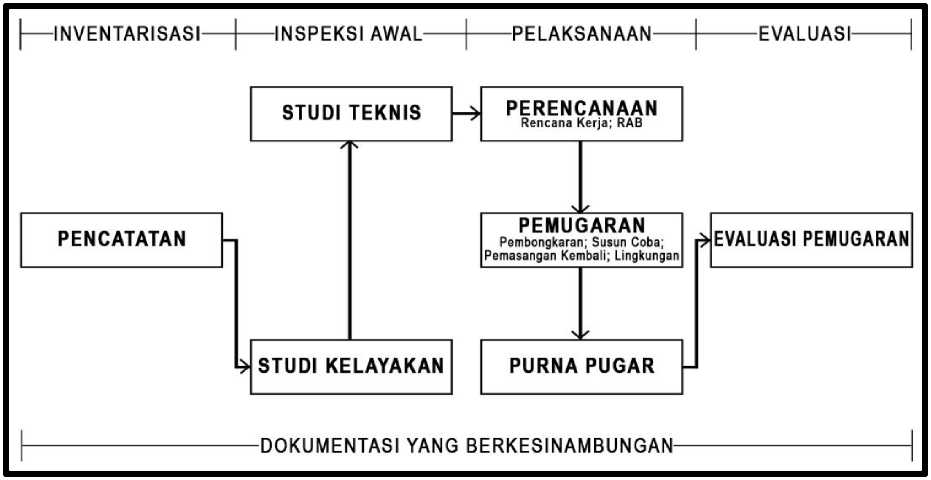 INVENTARISASI
INSPEKSI AWAL
PELAKSANAAN
EVALUASI
STUDI TEKNIS
PERENCANAAN
Rencana Kerja; RAB
PENCATATAN
PEMUGARAN
Pembongkaran; Susun Coba;
Pemasangan Kembali; Lingkungan
EVALUASI PEMUGARAN
STUDI KELAYAKAN
PURNA PUGAR
DOKUMENTASI YANG BERKESINAMBUNGAN